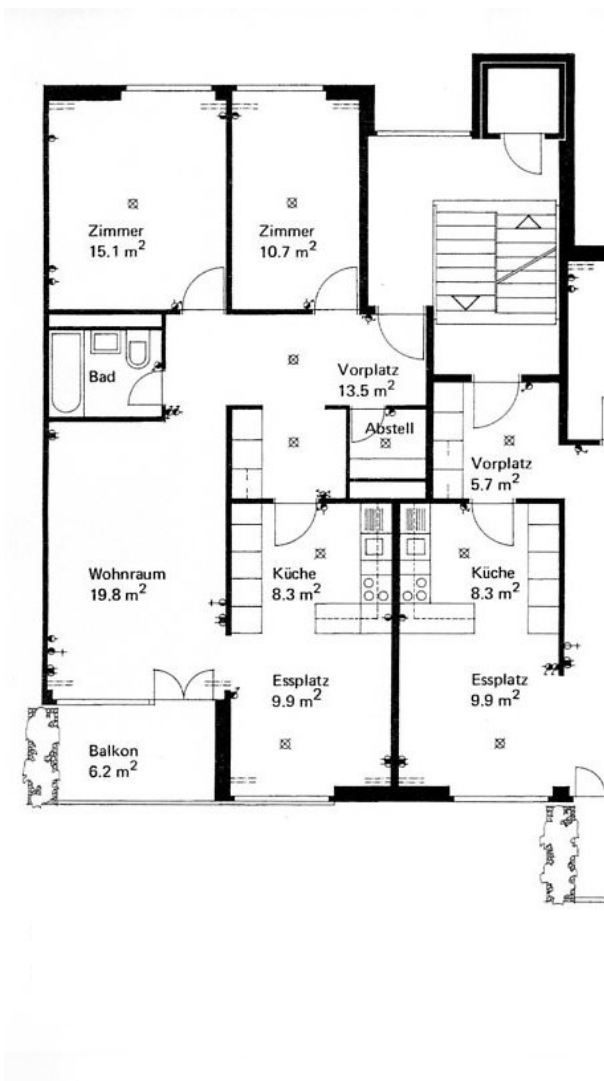 Zimmer
15.1 m²
Zimmer
10.7 m²
Vorplatz
13.5 m²
Bad
Abstell
Vorplatz
5.7 m²
Wohnraum
19.8 m²
Küche
8.3 m²
Küche
8.3 m²
Essplatz
9.9 m²
Essplatz
9.9 m²
Balkon
6.2 m²